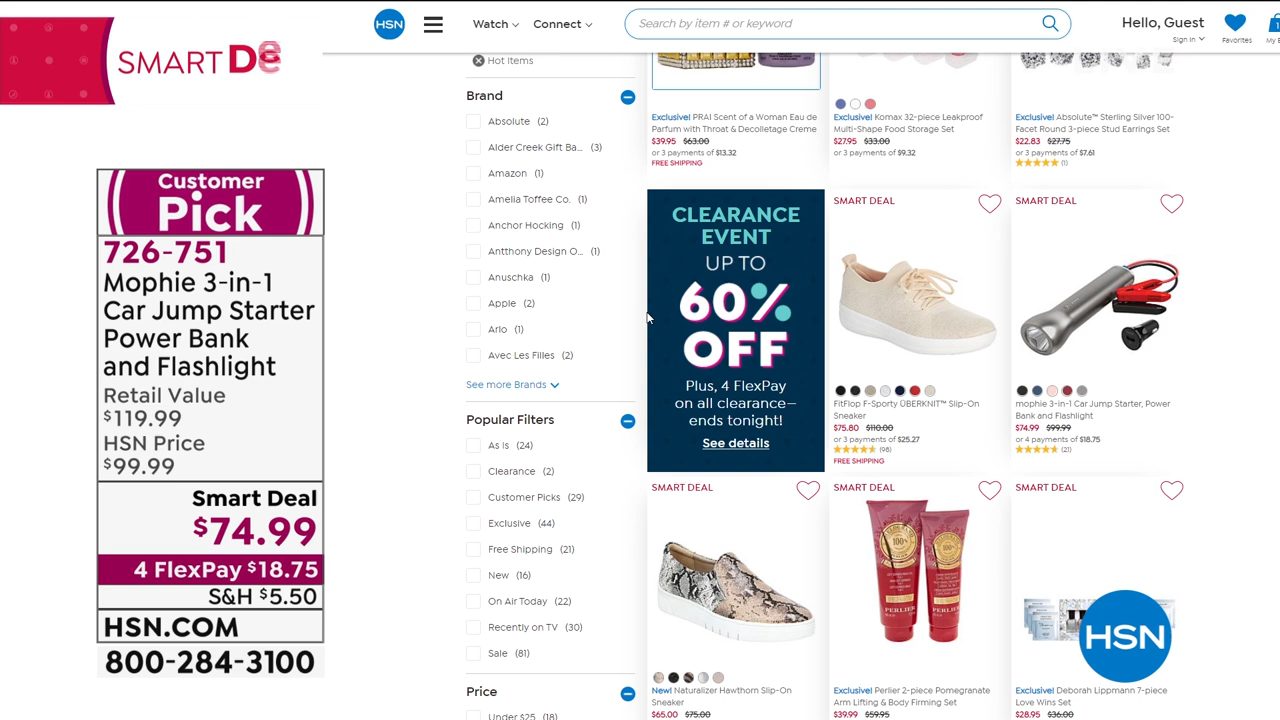 SMART De
Customer
Pick
726-751
Mophie 3-in-1
Car Jump Starter
Power Bank
and Flashlight
Retail Value
$119.99
HSN Price
$99.99
Smart Deal
$74.99
4 FlexPay $18.75
S&H $5.50
HSN.COM
800-284-3100
HSN
Watch
Connect
Search by item # or keyword
Hello, Guest
Sign In
Favorites
Hot Items
Brand
Absolute (2)
Alder Creek Gift Ba... (3)
Amazon (1)
Amelia Toffee Co. (1)
Anchor Hocking (1)
Antthony Design O... (1)
Anuschka (1)
Apple (2)
Arlo (1)
Avec Les Filles (2)
See more Brands
Popular Filters
As Is (24)
Clearance (2)
Customer Picks (29)
Exclusive (44)
Free Shipping (21)
New (16)
On Air Today (22)
Recently on TV (30)
Sale (81)
Price
Under $25 (18)
Exclusive! PRAI Scent of a Woman Eau de
Parfum with Throat & Decolletage Creme
$39.95 $63.00
or 3 payments of $13.32
FREE SHIPPING
Exclusive! Komax 32-piece Leakproof
Multi-Shape Food Storage Set
$27.95 $33.00
or 3 payments of $9.32
Exclusive! Absolute™ Sterling Silver 100-
Facet Round 3-piece Stud Earrings Set
$22.83 $27.75
or 3 payments of $7.61
(1)
CLEARANCE
EVENT
UP TO
60%
OFF
Plus, 4 FlexPay
on all clearance—
ends tonight!
See details
SMART DEAL
FitFlop F-Sporty ÜBERKNIT™ Slip-On
Sneaker
$75.80 $110.00
or 3 payments of $25.27
(98)
FREE SHIPPING
SMART DEAL
mophie 3-in-1 Car Jump Starter, Power
Bank and Flashlight
$74.99 $99.99
or 4 payments of $18.75
(21)
SMART DEAL
New! Naturalizer Hawthorn Slip-On
Sneaker
$65.00 $75.00
SMART DEAL
100%
PERLIER
Exclusive! Perlier 2-piece Pomegranate
Arm Lifting & Body Firming Set
$39.99 $59.95
SMART DEAL
HSN
Exclusive! Deborah Lippmann 7-piece
Love Wins Set
$28.95 $36.00